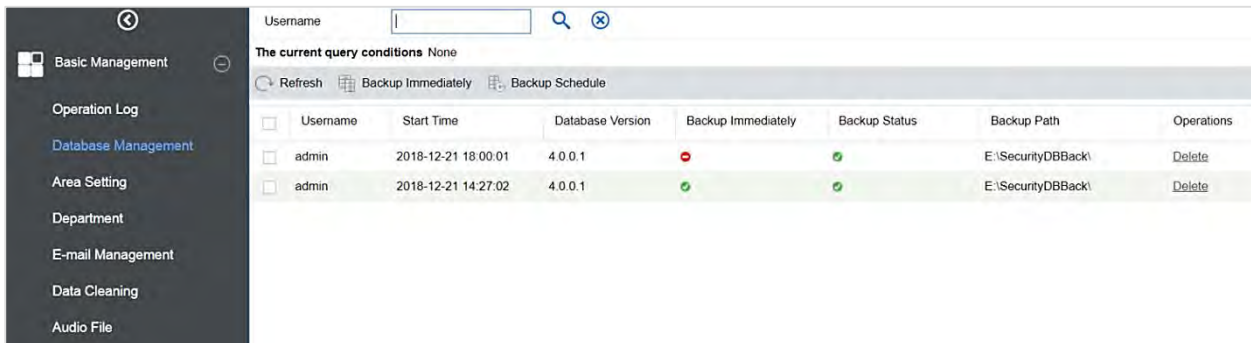 Username
The current query conditions None
Refresh Backup Immediately Backup Schedule
Username Start Time Database Version Backup Immediately Backup Status Backup Path Operations
admin 2018-12-21 18:00:01 4.0.0.1 E:\SecurityDBBack\ Delete
admin 2018-12-21 14:27:02 4.0.0.1 E:\SecurityDBBack\ Delete
Basic Management
Operation Log
Database Management
Area Setting
Department
E-mail Management
Data Cleaning
Audio File